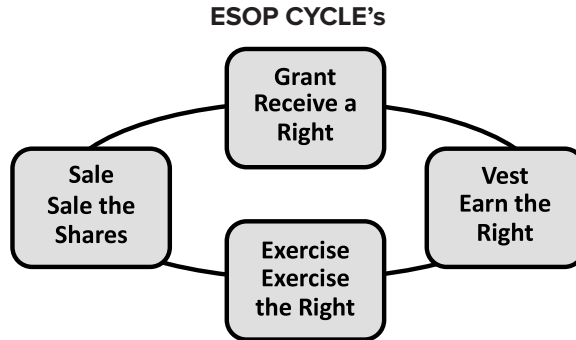 ESOP CYCLE's
Grant
Receive a
Right
Vest
Earn the
Right
Exercise
Exercise
the Right
Sale
Sale the
Shares